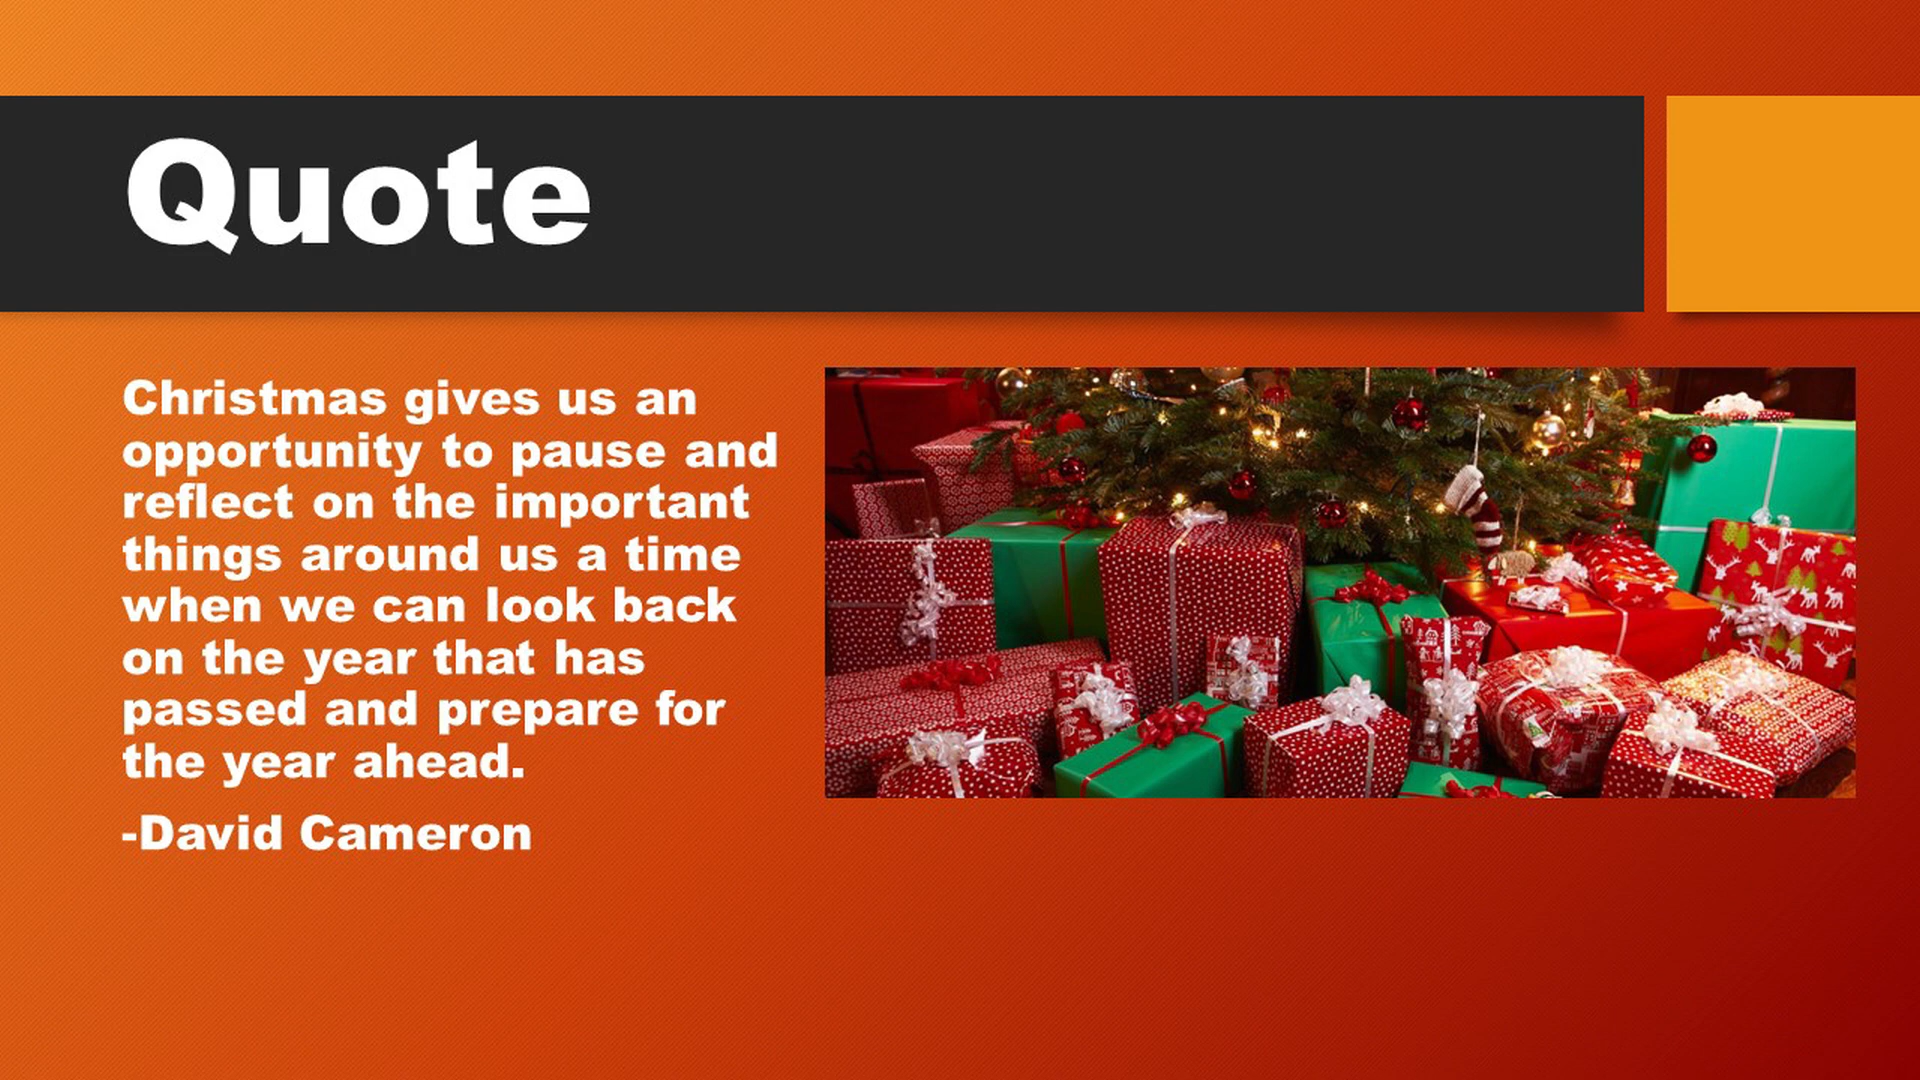 Quote
Christmas gives us an
opportunity to pause and
reflect on the important
things around us a time
when we can look back
on the year that has
passed and prepare for
the year ahead.
-David Cameron